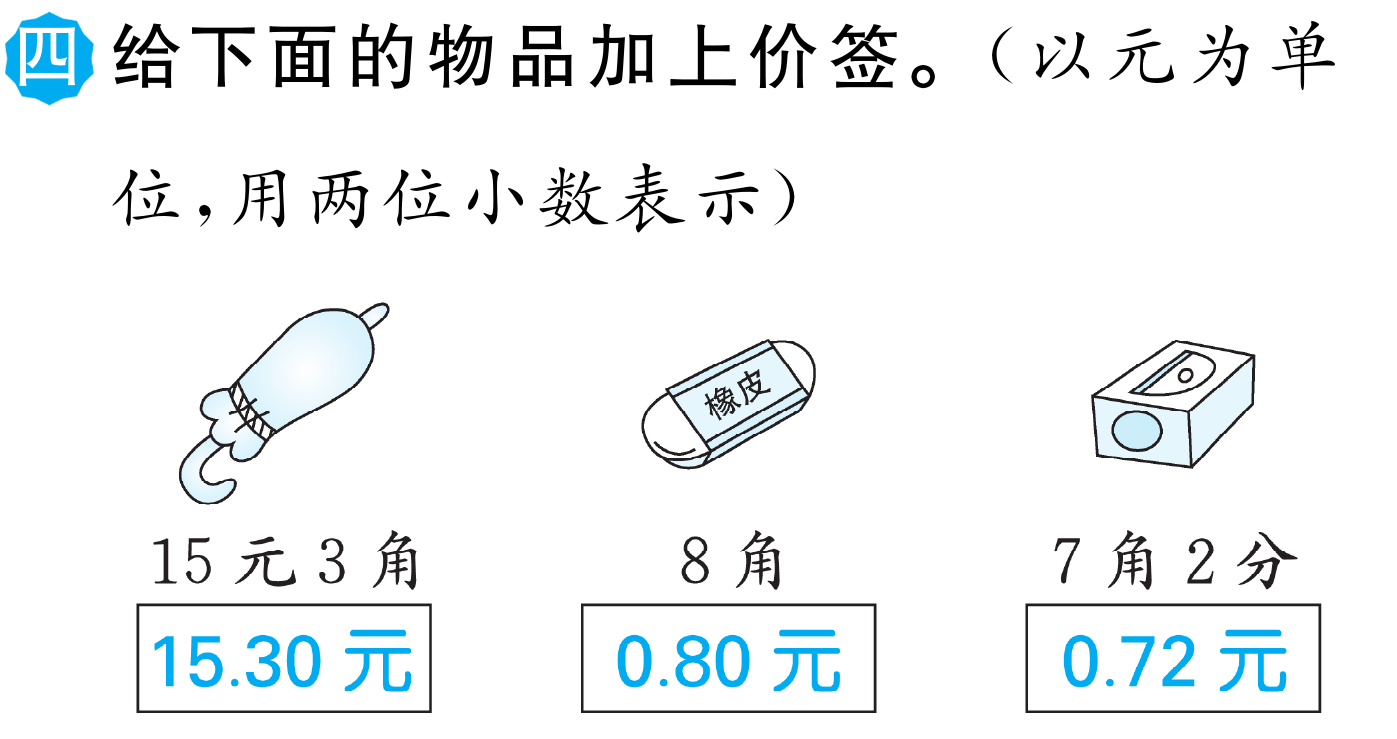 四 给下面的物品加上价签。（以元为单
位，用两位小数表示）
橡皮
15元3角 8角 7角2分
15.30元 0.80元 0.72元